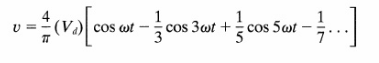 υ = 4/π (V_d) [ cos ωt − 1/3 cos 3ωt + 1/5 cos 5ωt − 1/7 . . . ]